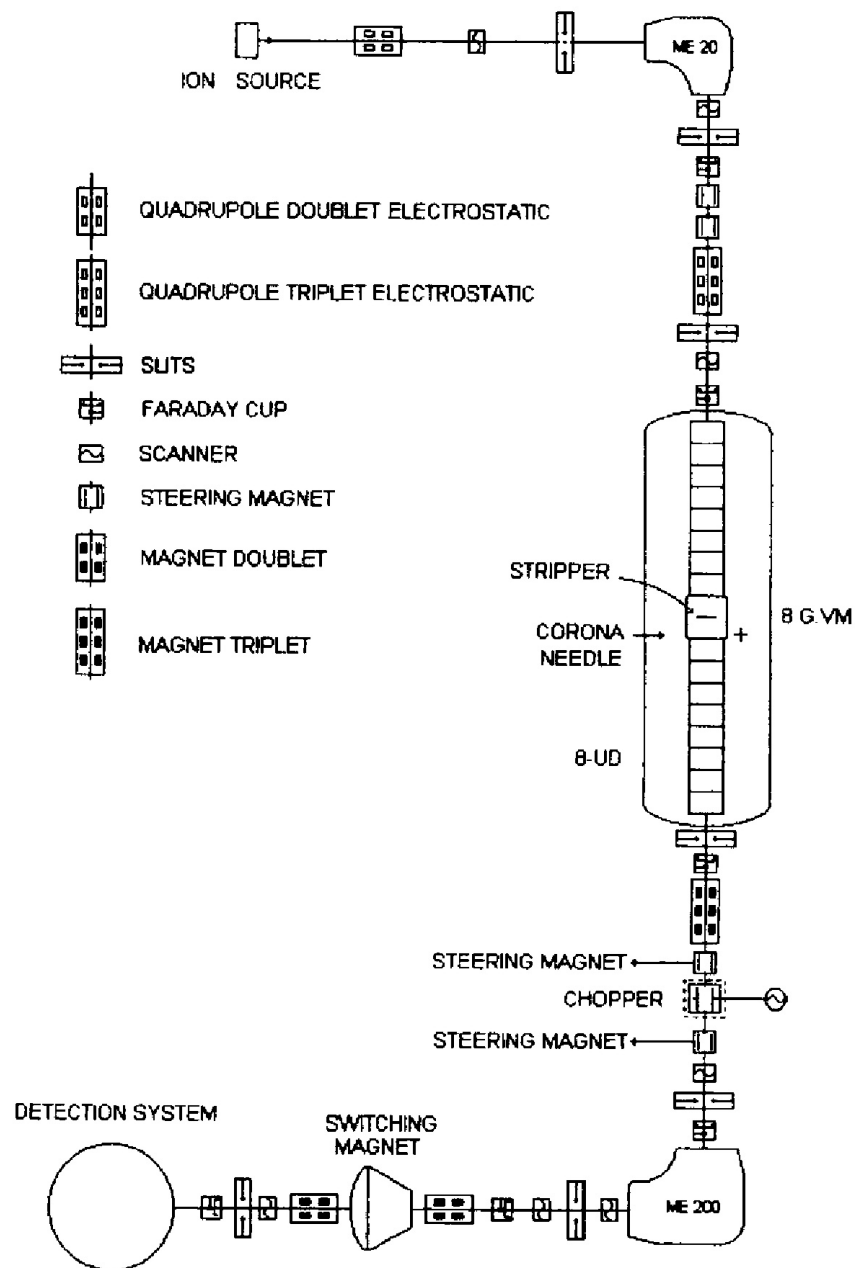 ME 20
ION SOURCE
QUADRUPOLE DOUBLET ELECTROSTATIC
QUADRUPOLE TRIPLET ELECTROSTATIC
SLITS
FARADAY CUP
SCANNER
STEERING MAGNET
MAGNET DOUBLET
MAGNET TRIPLET
STRIPPER
CORONA
NEEDLE
+
8 G.VM
8-UD
STEERING MAGNET
CHOPPER
STEERING MAGNET
DETECTION SYSTEM
SWITCHING
MAGNET
ME 200